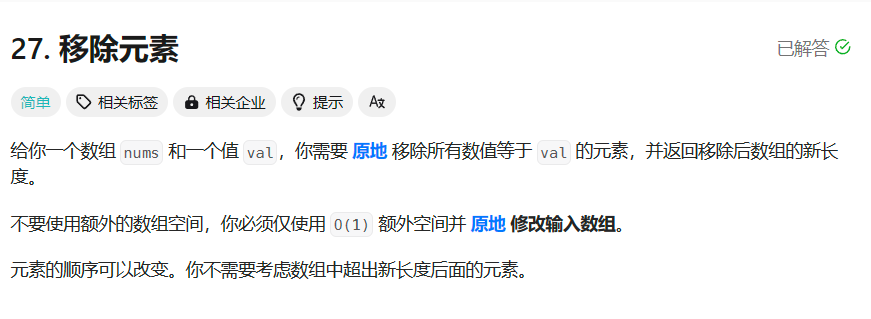 27. 移除元素
已解答
简单 相关标签 相关企业 提示 A文
给你一个数组 nums 和一个值 val，你需要 原地 移除所有数值等于 val 的元素，并返回移除后数组的新长
度。
不要使用额外的数组空间，你必须仅使用 O(1) 额外空间并 原地 修改输入数组。
元素的顺序可以改变。你不需要考虑数组中超出新长度后面的元素。